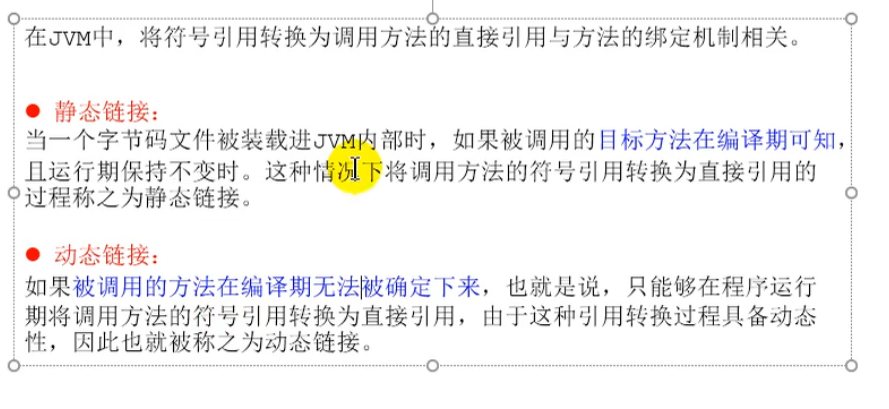 在JVM中，将符号引用转换为调用方法的直接引用与方法的绑定机制相关。
● 静态链接：
当一个字节码文件被装载进JVM内部时，如果被调用的目标方法在编译期可知，
且运行期保持不变时。这种情况下将调用方法的符号引用转换为直接引用的
过程称之为静态链接。
● 动态链接：
如果被调用的方法在编译期无法被确定下来，也就是说，只能够在程序运行
期将调用方法的符号引用转换为直接引用，由于这种引用转换过程具备动态
性，因此也就被称之为动态链接。